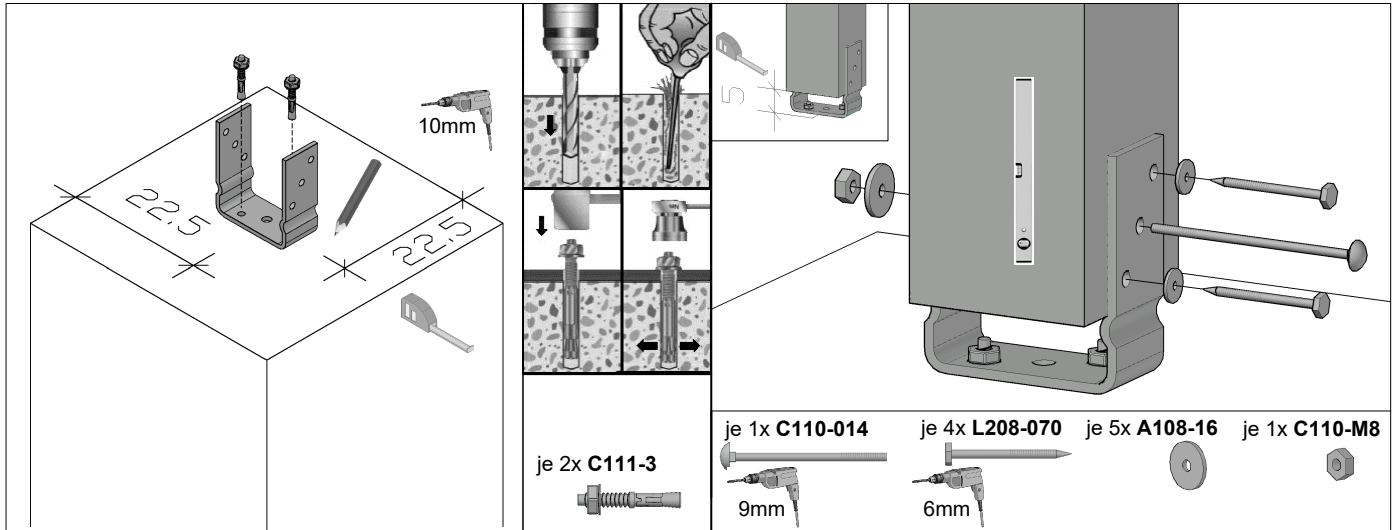 10mm
22.5
22.5
je 2x C111-3
5
je 1x C110-014
9mm
je 4x L208-070
6mm
je 5x A108-16
je 1x C110-M8